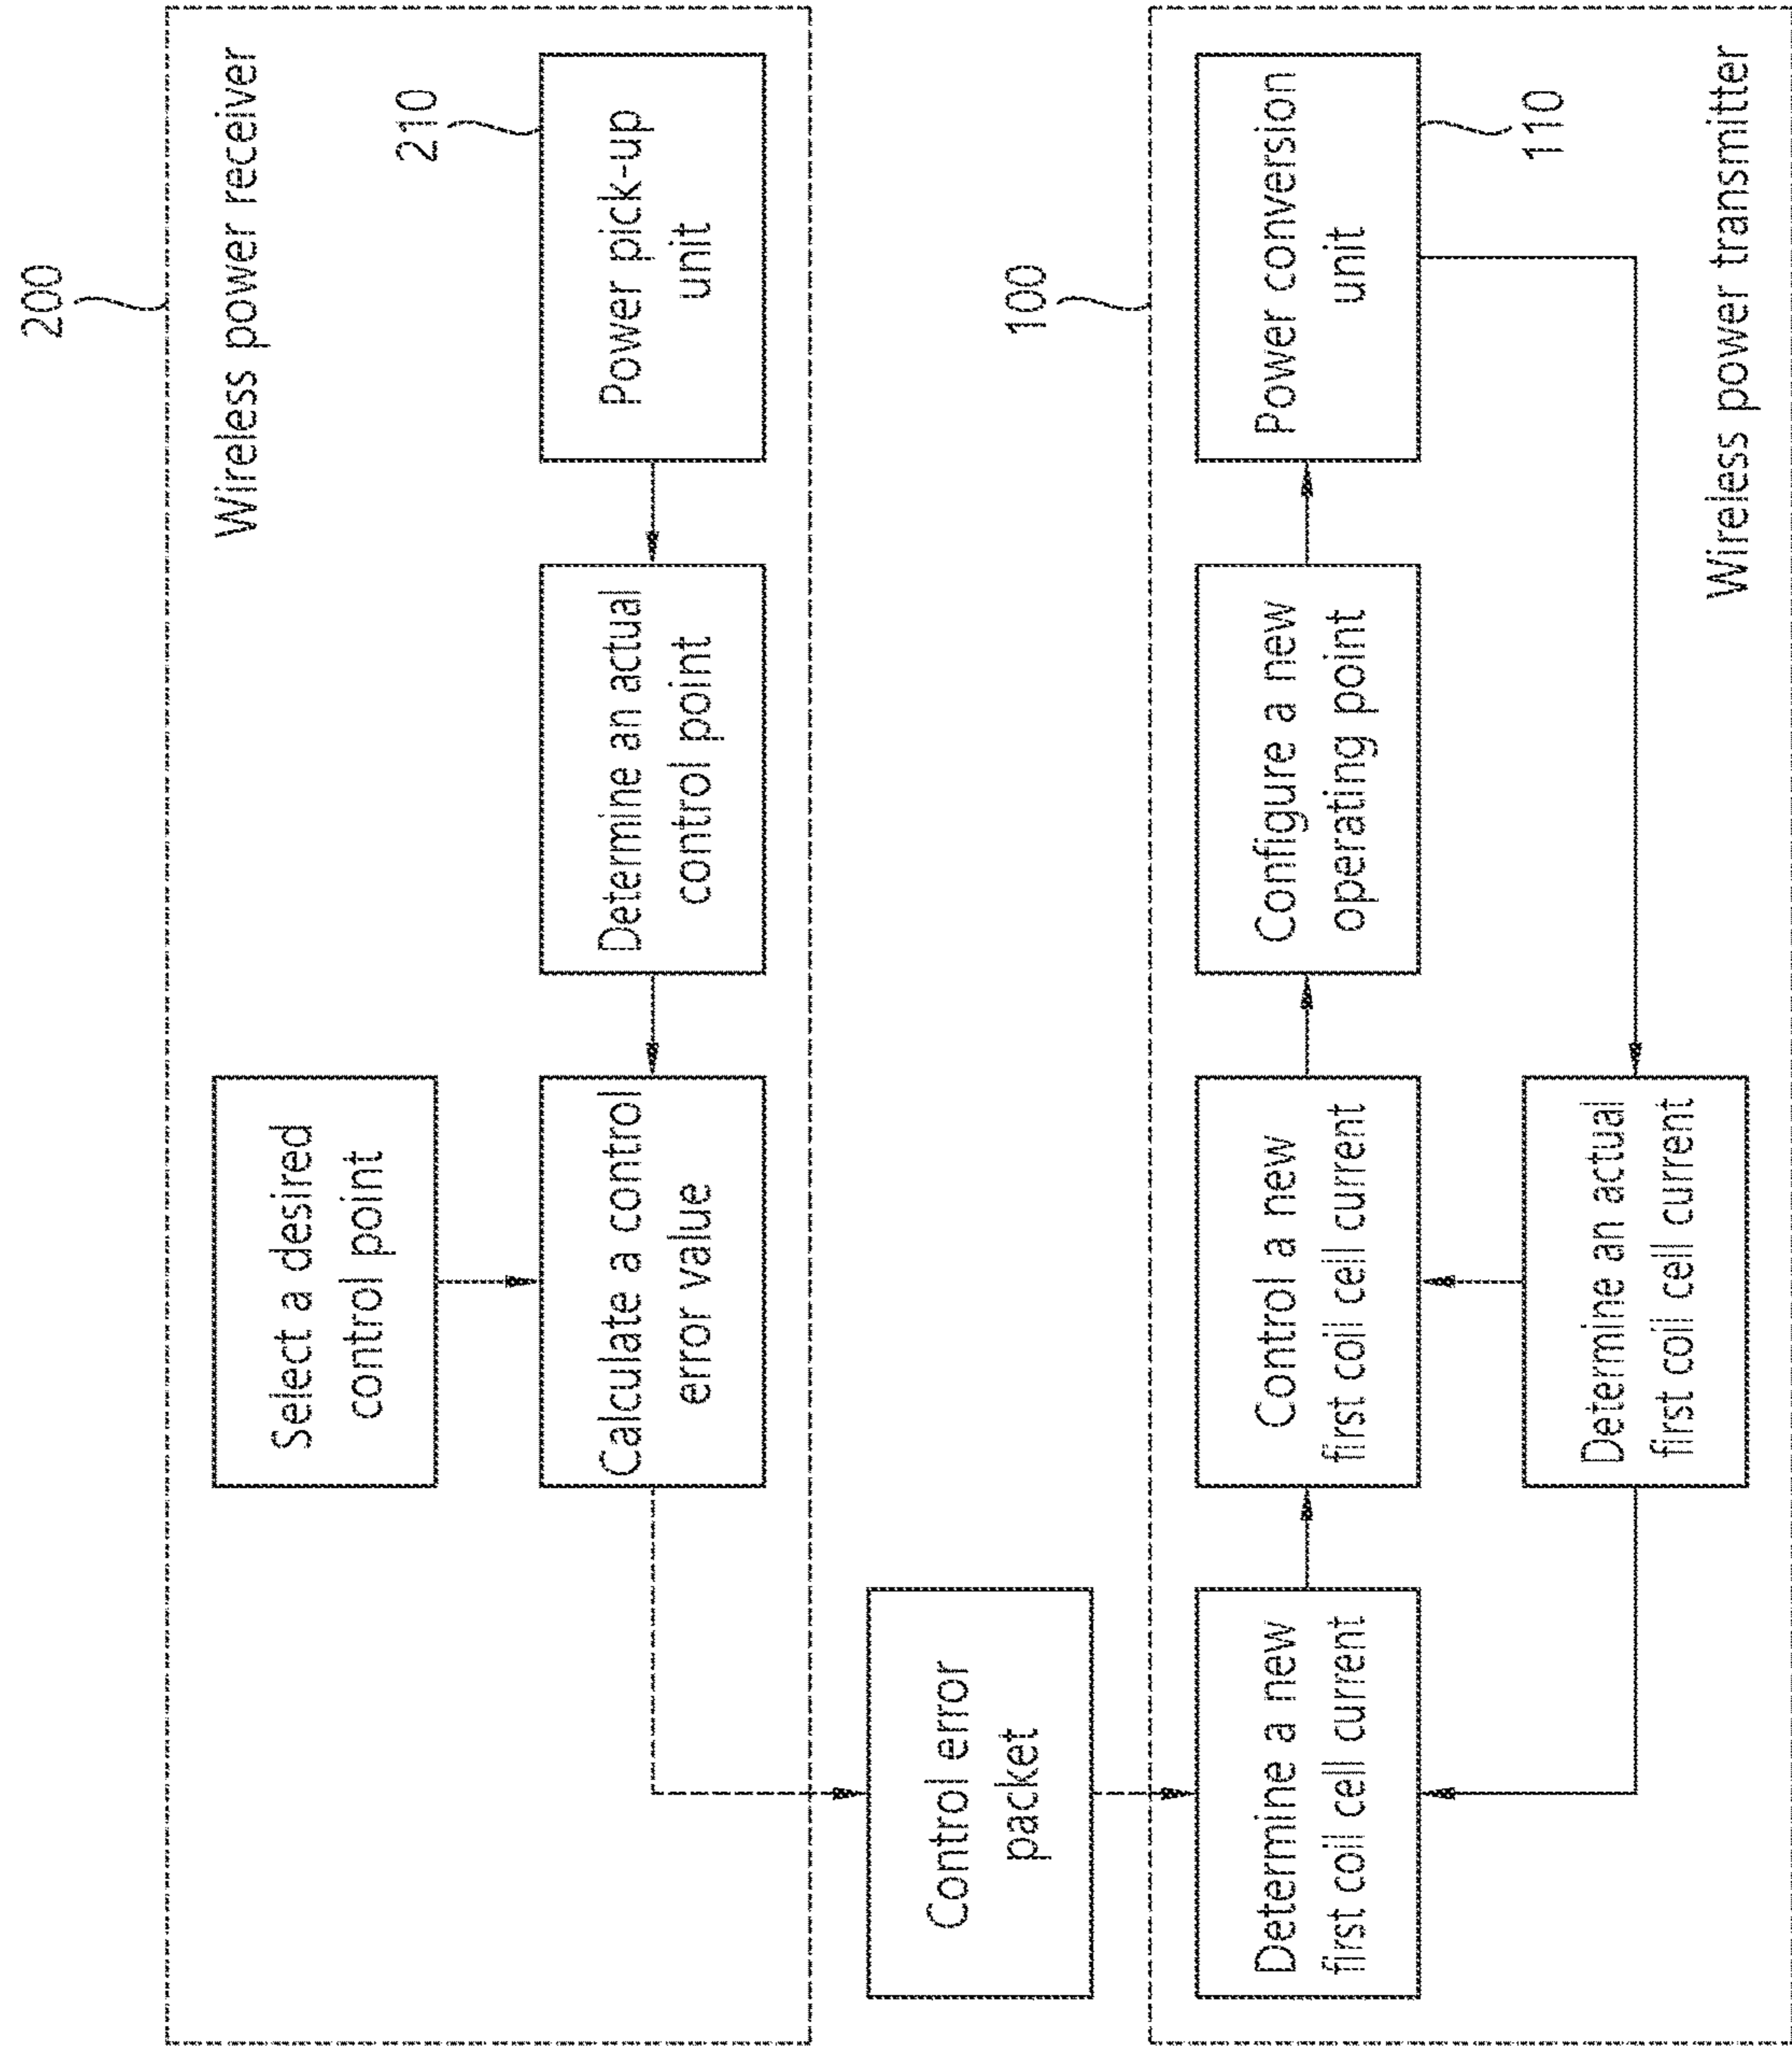 200
Wireless power receiver
Select a desired
control point
210
Calculate a control
error value
Determine an actual
control point
Power pick-up
unit
Control error
packet
100
Determine a new
first coil cell current
Control a new
first coil cell current
Configure a new
operating point
Power conversion
unit
110
Determine an actual
first coil cell current
Wireless power transmitter